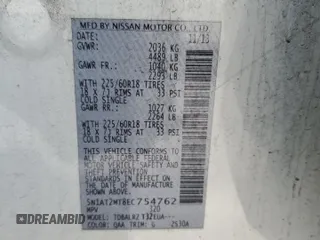 MFD BY NISSAN MOTOR CO., LTD
DATE: 11/13
GVWR: 2036 KG
4489 LB
GAWR FR: 1040 KG
2293 LB
WITH 225/60R18 TIRES
18 X 7J RIMS AT 33 PSI
COLD SINGLE
GAWR RR: 1027 KG
2264 LB
WITH 225/60R18 TIRES
18 X 7J RIMS AT 33 PSI
COLD SINGLE
THIS VEHICLE CONFORMS TO ALL
APPLICABLE FEDERAL MOTOR
VEHICLE SAFETY AND THEFT
PREVENTION STANDARDS IN EFFECT
ON THE DATE OF MANUFACTURE
SHOWN ABOVE.
5N1AT2MT8EC754762
MPV
MODEL:
COLOR: QAA TRIM: G